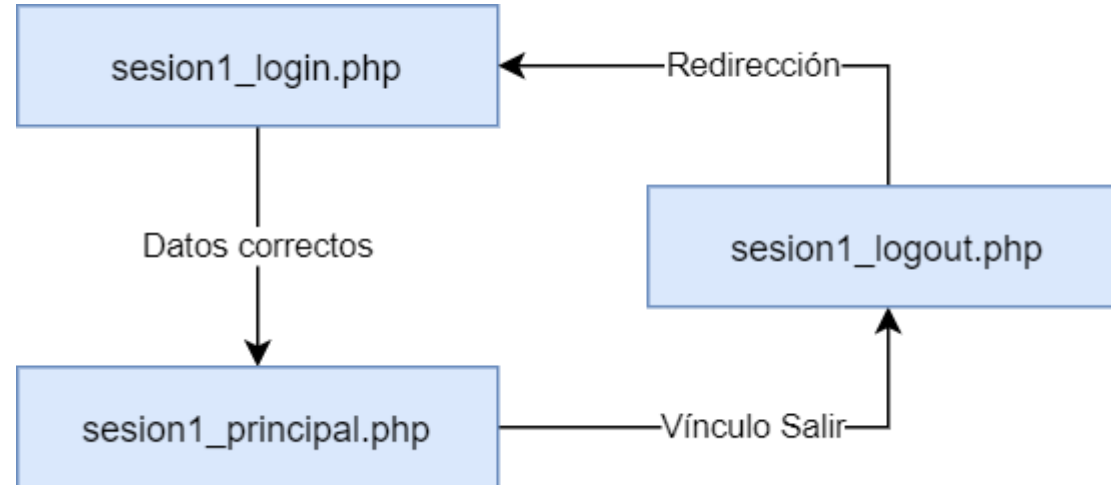 sesion1_login.php
Redirección
Datos correctos
sesion1_logout.php
sesion1_principal.php
Vínculo Salir